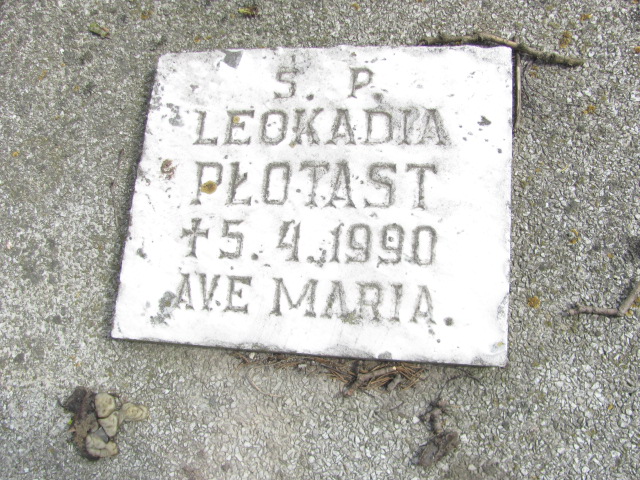 S. P.
LEOKADIA
PŁOTAST
✝ 5. 4. 1990
AVE MARIA.